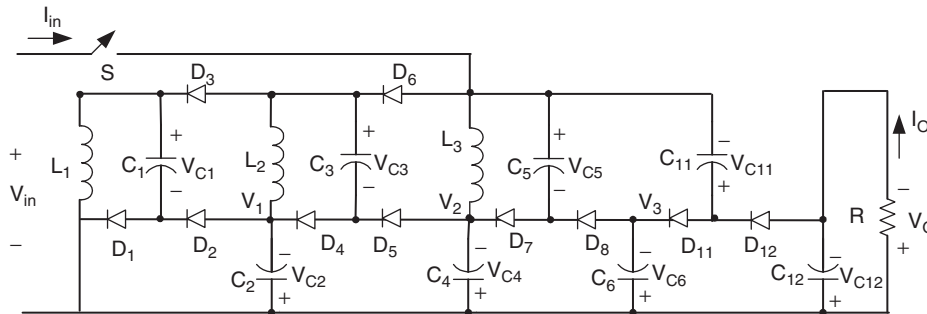 I_in
S
D_3
D_6
+
V_in
−
L_1
C_1
+
V_C1
−
L_2
C_3
+
V_C3
−
L_3
C_5
+
V_C5
−
C_11
−
V_C11
+
I_O
V_1
V_2
V_3
D_1
D_2
D_4
D_5
D_7
D_8
D_11
D_12
R
−
V_O
+
C_2
−
V_C2
+
C_4
−
V_C4
+
C_6
−
V_C6
+
C_12
−
V_C12
+